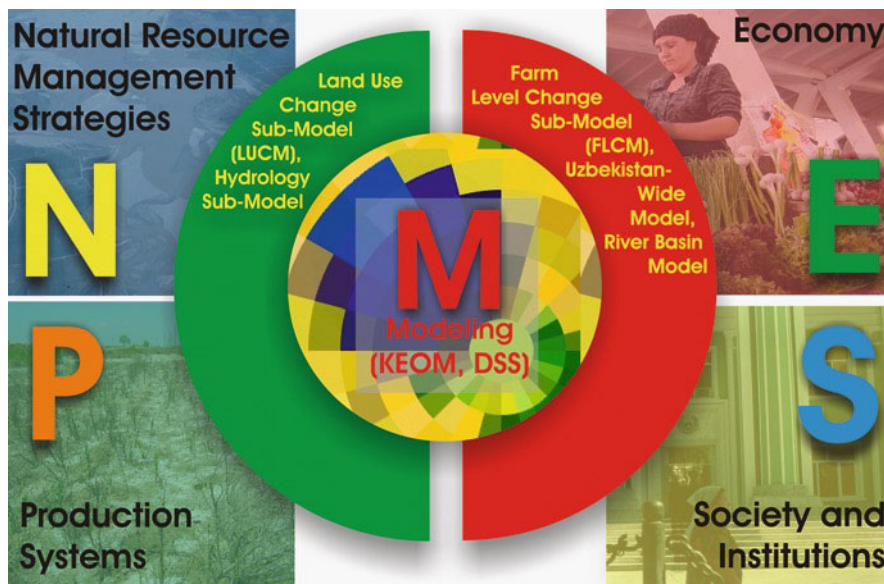 Natural Resource
Management
Strategies
N
Land Use
Change
Sub-Model
(LUCM),
Hydrology
Sub-Model
Farm
Level Change
Sub-Model
(FLCM),
Uzbekistan-
Wide
Model,
River Basin
Model
Economy
E
M
Modeling
(KEOM, DSS)
P
Production
Systems
S
Society and
Institutions